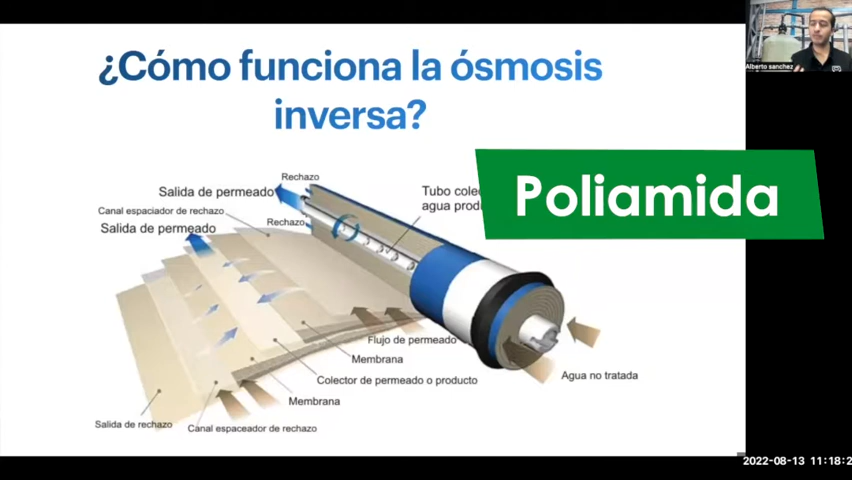 ¿Cómo funciona la ósmosis
inversa?
Alberto sanchez
Poliamida
Rechazo
Salida de permeado
Tubo
agua
Canal espaciador de rechazo
Rechazo
Salida de permeado
Flujo de permeado
Membrana
Agua no tratada
Colector de permeado o producto
Membrana
Salida de rechazo
Canal espaceador de rechazo
2022-08-13 11:18:2